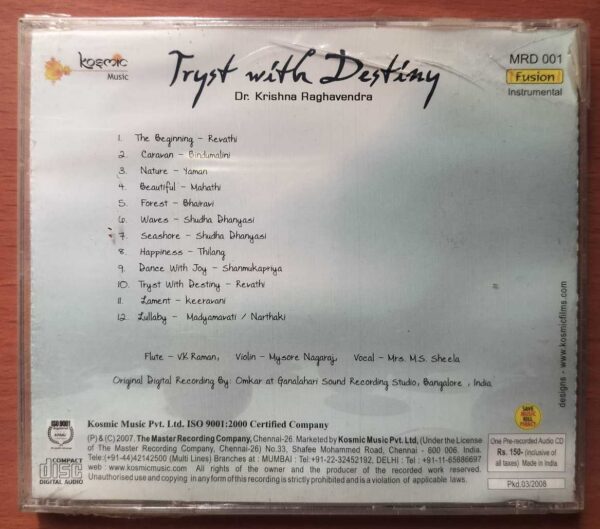 Kosmic
Music
Tryst with Destiny
Dr. Krishna Raghavendra
MRD 001
Fusion
Instrumental
1. The Beginning - Revathi
2. Caravan - Bindumalini
3. Nature - Yaman
4. Beautiful - Mahathi
5. Forest - Bhairavi
6. Waves - Shudha Dhanyasi
7. Seashore - Shudha Dhanyasi
8. Happiness - Thilang
9. Dance With Joy - Shanmukapriya
10. Tryst With Destiny - Revathi
11. Lament - Keeravani
12. Lullaby - Madyamavati / Narthaki
Flute - VK Raman, Violin - Mysore Nagaraj, Vocal - Mrs. M.S. Sheela
Original Digital Recording By: Omkar at Ganalahari Sound Recording Studio, Bangalore , India.
designs - www.kosmicfilms.com
SAVE
MUSIC
KILL
PIRACY
ISO 9001
KPMG
COMPACT
disc
DIGITAL AUDIO
Kosmic Music Pvt. Ltd. ISO 9001:2000 Certified Company
(P) & (C) 2007. The Master Recording Company, Chennai-26. Marketed by Kosmic Music Pvt. Ltd, (Under the License
of The Master Recording Company, Chennai-26) No.33, Shafee Mohammed Road, Chennai - 600 006. India.
Tele:(+91-44)42142500 (Multi Lines) Branches at : MUMBAI : Tel:+91-22-32452192, DELHI : Tel:+91-11-65686697
web : www.kosmicmusic.com All rights of the owner and the producer of the recorded work reserved.
Unauthorised use and copying in any form of this recording is strictly prohibited and is a violation of applicable laws.
One Pre-recorded Audio CD
Rs. 150- (inclusive of
all taxes) Made in India
Pkd.03/2008